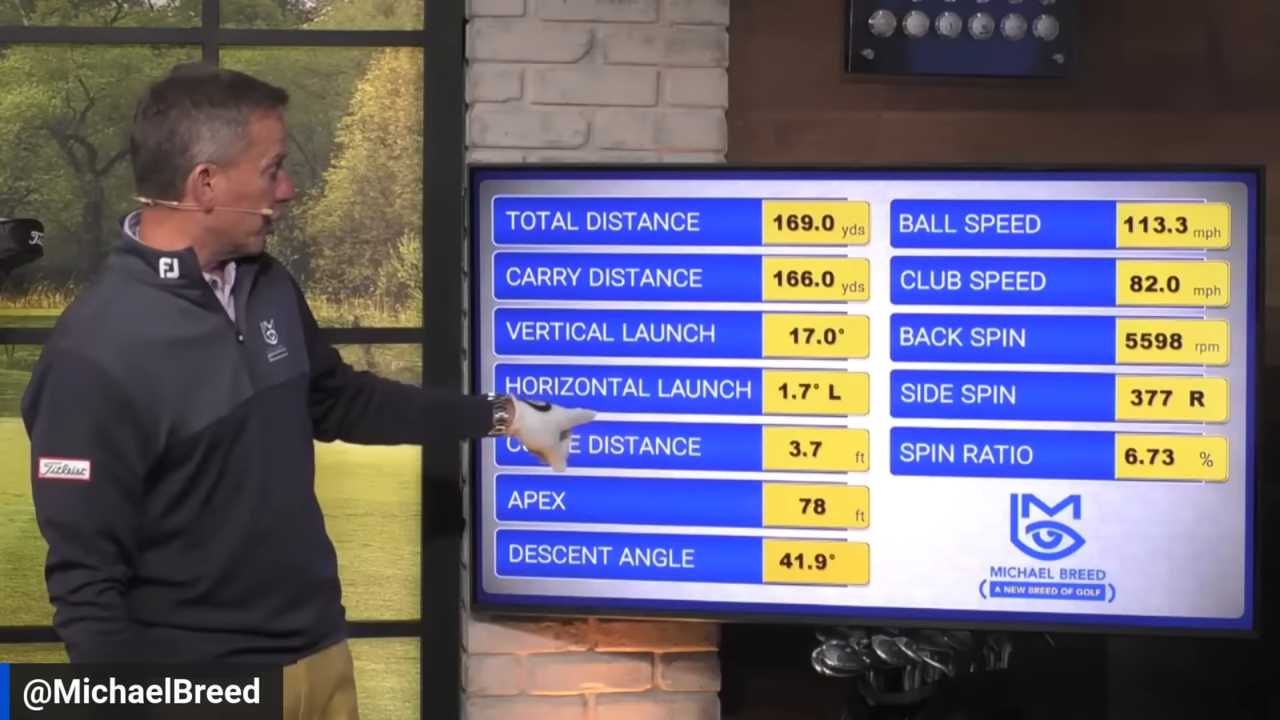 TOTAL DISTANCE 169.0 yds
CARRY DISTANCE 166.0 yds
VERTICAL LAUNCH 17.0°
HORIZONTAL LAUNCH 1.7° L
DISTANCE 3.7 ft
APEX 78 ft
DESCENT ANGLE 41.9°
BALL SPEED 113.3 mph
CLUB SPEED 82.0 mph
BACK SPIN 5598 rpm
SIDE SPIN 377 R
SPIN RATIO 6.73 %
MICHAEL BREED
(A NEW BREED OF GOLF)
FJ
Titleist
@MichaelBreed